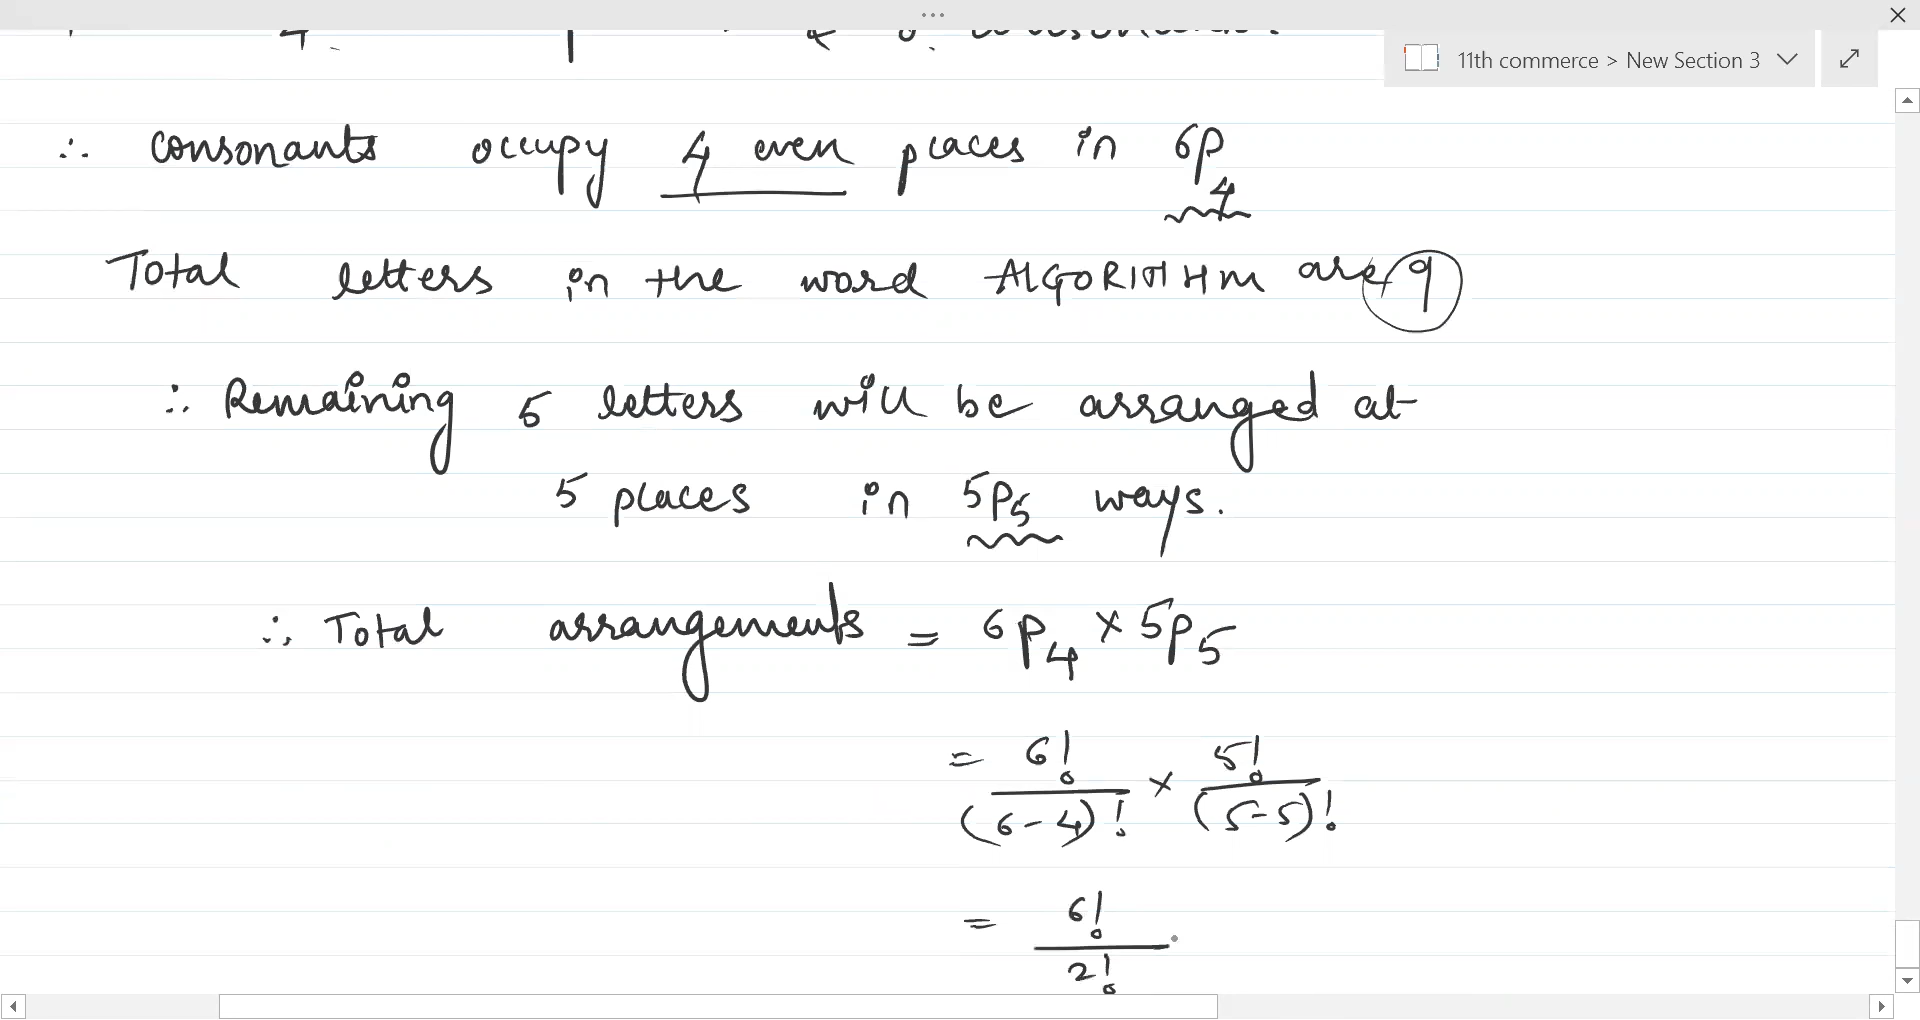 11th commerce > New Section 3
∴ consonants occupy 4 even places in 6P4
Total letters in the word ALGORITHM are 9
∴ Remaining 5 letters will be arranged at
5 places in 5P5 ways.
∴ Total arrangements = 6P4 × 5P5
= 6! / (6-4)! × 5! / (5-5)!
= 6! / 2!